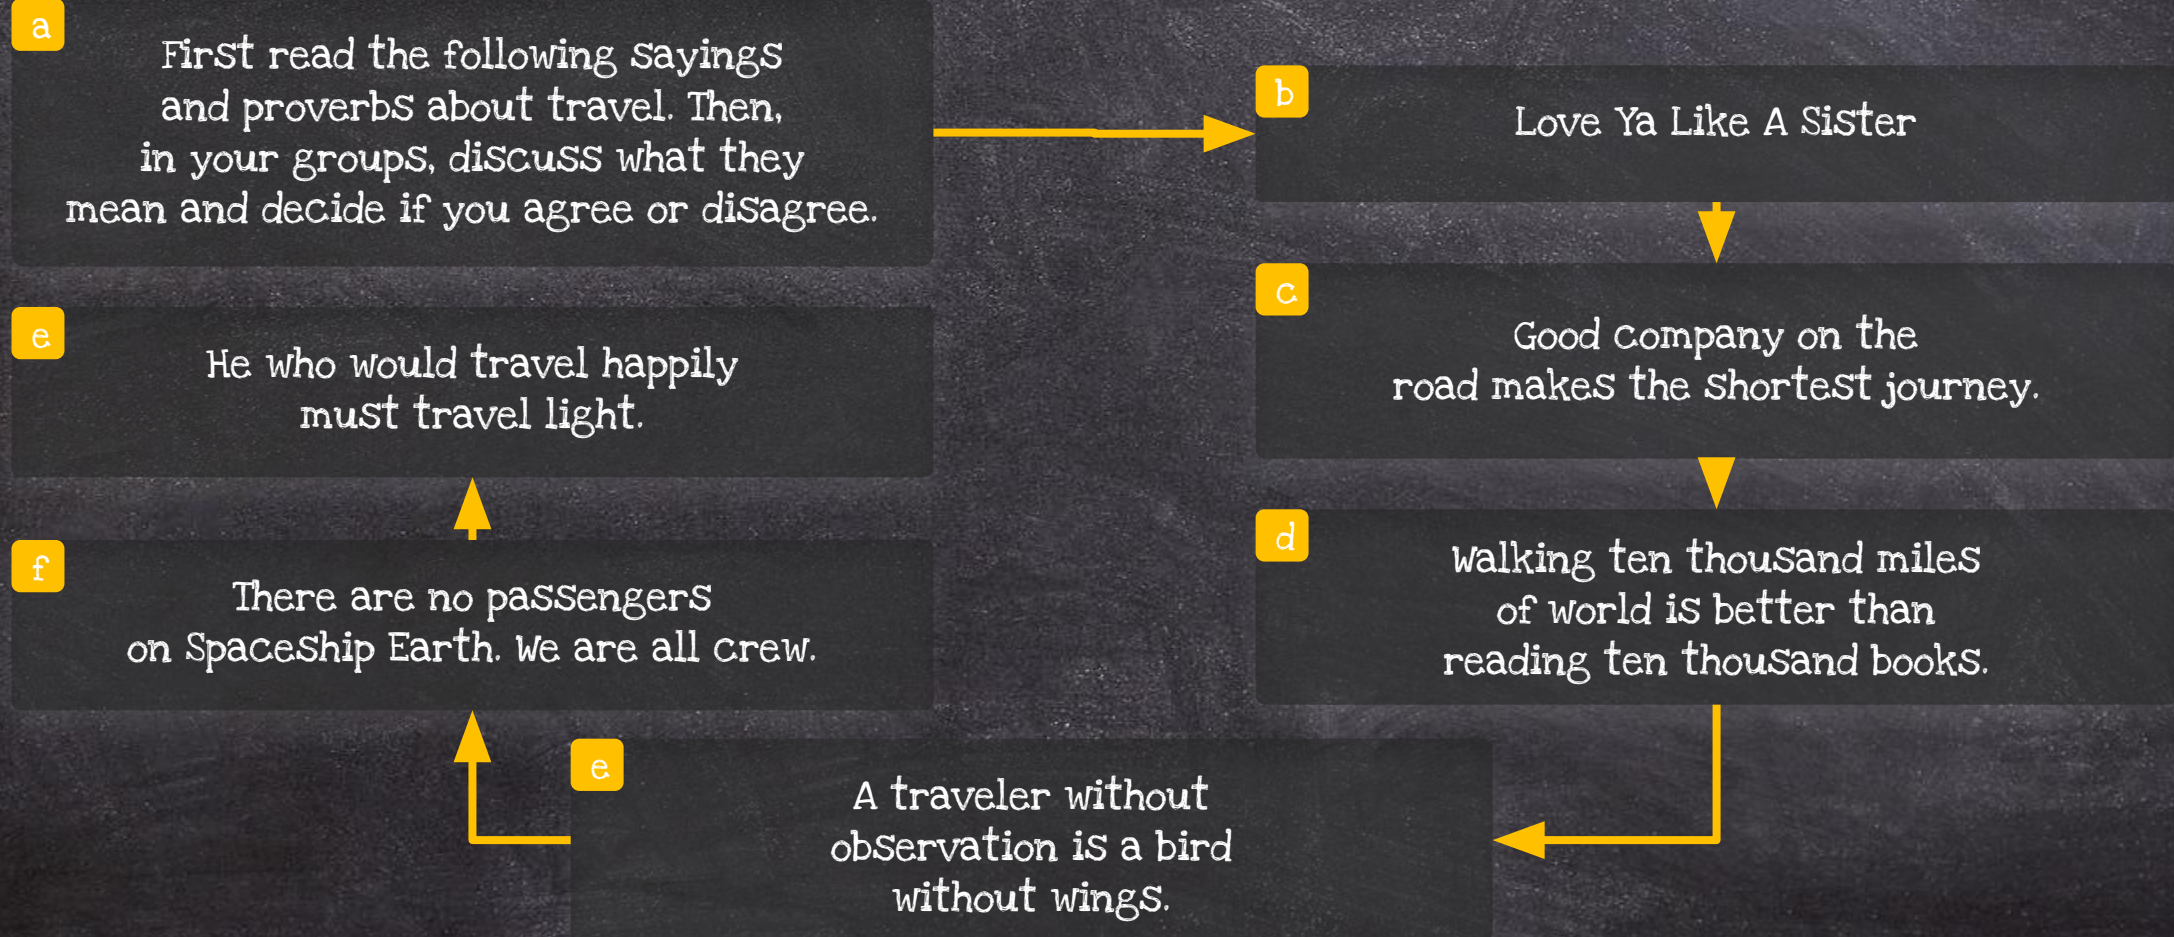 a
First read the following sayings
and proverbs about travel. Then,
in your groups, discuss what they
mean and decide if you agree or disagree.
b
Love Ya Like A Sister
c
Good company on the
road makes the shortest journey.
d
Walking ten thousand miles
of world is better than
reading ten thousand books.
e
A traveler without
observation is a bird
without wings.
f
There are no passengers
on Spaceship Earth. We are all crew.
e
He who would travel happily
must travel light.